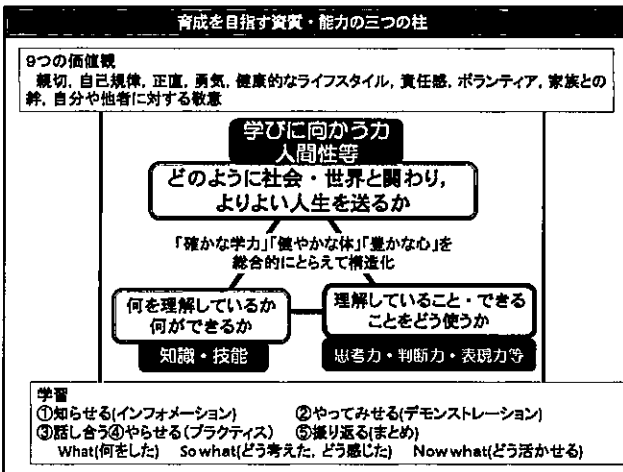 育成を目指す資質・能力の三つの柱
9つの価値観
親切, 自己規律, 正直, 勇気, 健康的なライフスタイル, 責任感, ボランティア, 家族との
絆, 自分や他者に対する敬意
学びに向かう力
人間性等
どのように社会・世界と関わり,
よりよい人生を送るか
「確かな学力」「健やかな体」「豊かな心」を
総合的にとらえて構造化
何を理解しているか
何ができるか
知識・技能
理解していること・できる
ことをどう使うか
思考力・判断力・表現力等
学習
①知らせる(インフォメーション) ②やってみせる(デモンストレーション)
③話し合う④やらせる(プラクティス) ⑤振り返る(まとめ)
What(何をした) So what(どう考えた, どう感じた) Now what(どう活かせる)